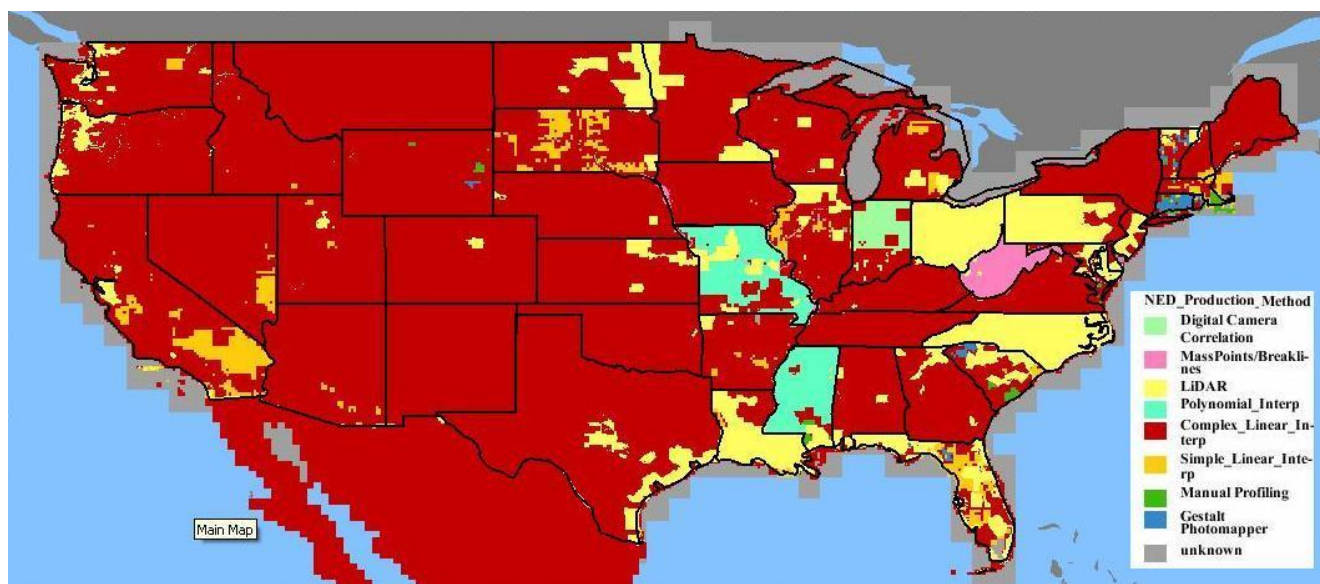 NED_Production_Method
Digital Camera
Correlation
MassPoints/Breakli-
nes
LiDAR
Polynomial_Interp
Complex_Linear_In-
terp
Simple_Linear_Inte-
rp
Manual Profiling
Gestalt
Photomapper
unknown
Main Map